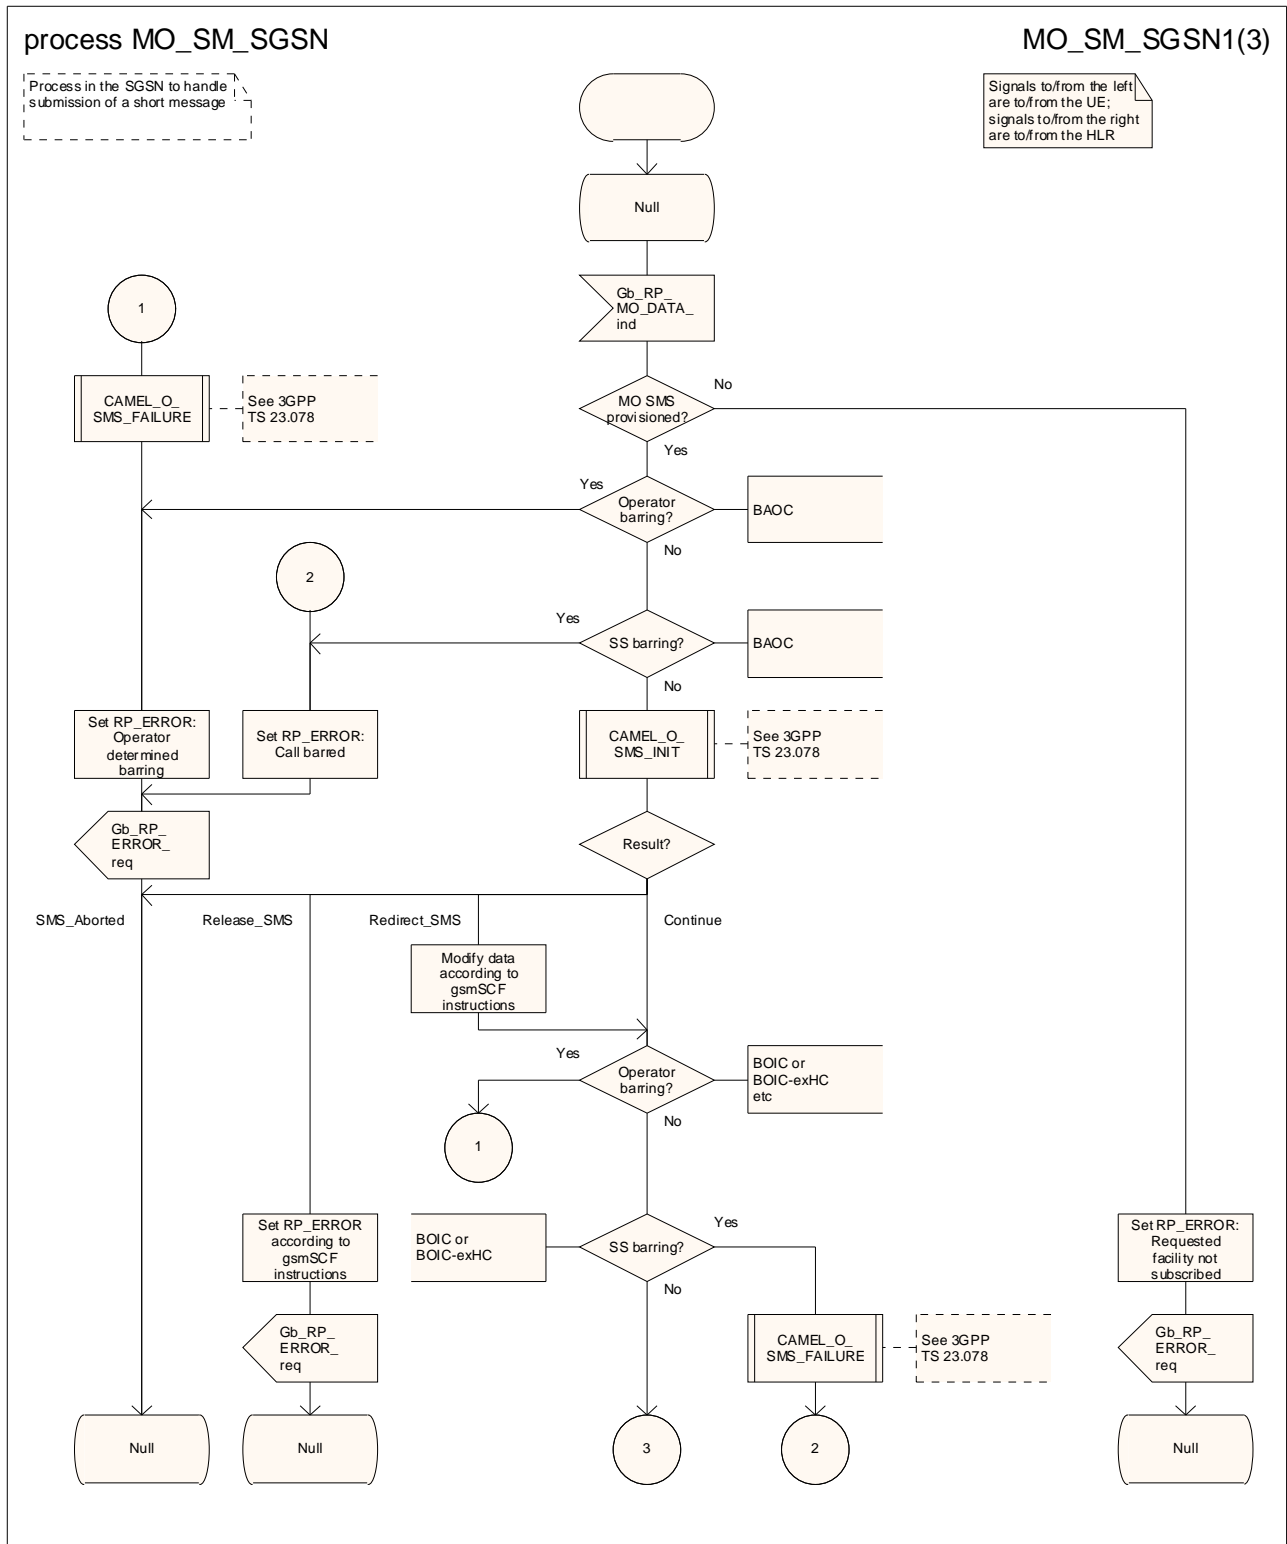 process MO_SM_SGSN
MO_SM_SGSN1(3)
Process in the SGSN to handle
submission of a short message
Signals to/from the left
are to/from the UE;
signals to/from the right
are to/from the HLR
Null
Gb_RP_
MO_DATA_
ind
1
CAMEL_O_
SMS_FAILURE
See 3GPP
TS 23.078
MO SMS
provisioned?
No
Yes
Operator
barring?
Yes
BAOC
No
2
SS barring?
Yes
BAOC
No
Set RP_ERROR:
Operator
determined
barring
Set RP_ERROR:
Call barred
CAMEL_O_
SMS_INIT
See 3GPP
TS 23.078
Gb_RP_
ERROR_
req
Result?
SMS_Aborted
Release_SMS
Redirect_SMS
Continue
Modify data
according to
gsmSCF
instructions
Yes
Operator
barring?
BOIC or
BOIC-exHC
etc
No
1
Set RP_ERROR
according to
gsmSCF
instructions
BOIC or
BOIC-exHC
SS barring?
Yes
No
Set RP_ERROR:
Requested
facility not
subscribed
Gb_RP_
ERROR_
req
CAMEL_O_
SMS_FAILURE
See 3GPP
TS 23.078
Gb_RP_
ERROR_
req
Null
Null
3
2
Null